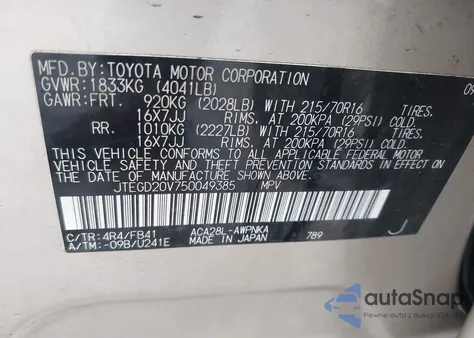 MFD.BY:TOYOTA MOTOR CORPORATION 09
GVWR:1833KG (4041LB)
GAWR:FRT. 920KG (2028LB) WITH 215/70R16 TIRES,
16X7JJ RIMS, AT 200KPA (29PSI) COLD
RR. 1010KG (2227LB) WITH 215/70R16 TIRES,
16X7JJ RIMS, AT 200KPA (29PSI) COLD
THIS VEHICLE CONFORMS TO ALL APPLICABLE FEDERAL MOTOR
VEHICLE SAFETY AND BUMPER STANDARDS IN EFFECT ON
THE DATE OF MANUFACTURE SHOWN ABOVE.
JTEGD20V750049385 MPV
C/TR:4R4/FB41 ACA28L-AWPNKA
A/TM:-09B/U241E MADE IN JAPAN 789 J
autoSnap